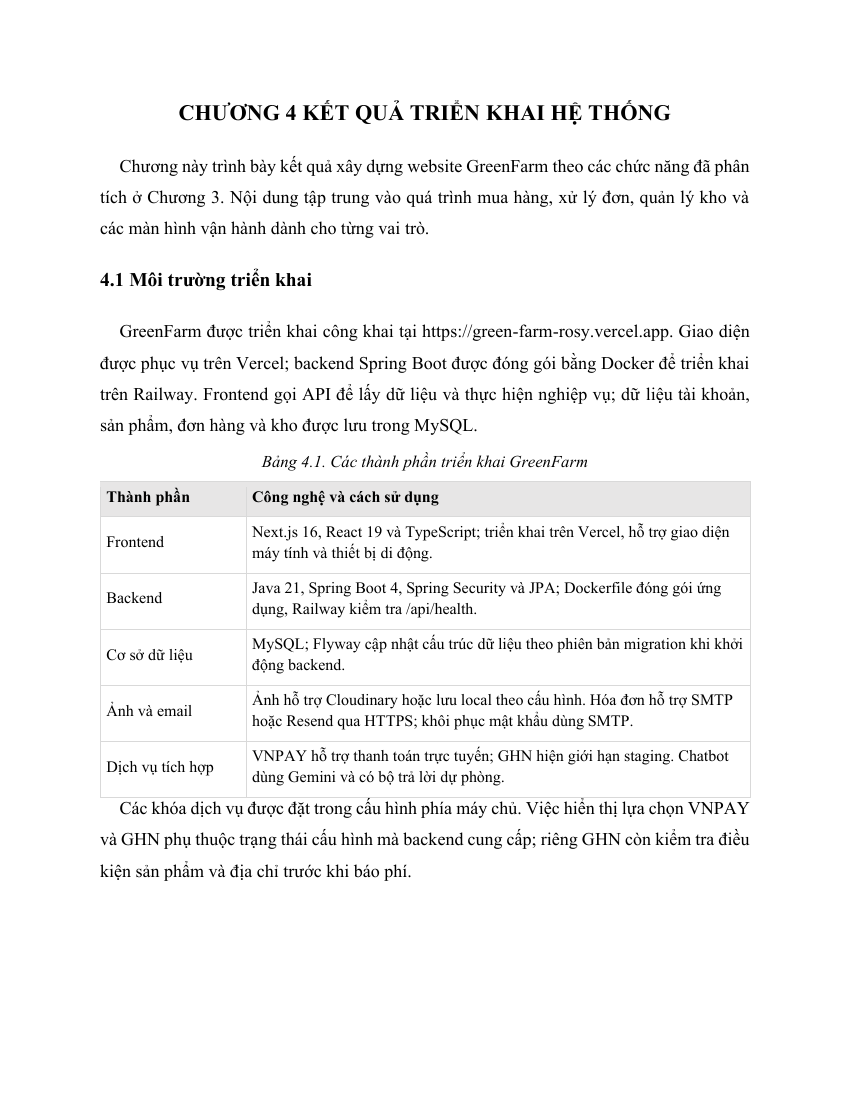 CHƯƠNG 4 KẾT QUẢ TRIỂN KHAI HỆ THỐNG
Chương này trình bày kết quả xây dựng website GreenFarm theo các chức năng đã phân
tích ở Chương 3. Nội dung tập trung vào quá trình mua hàng, xử lý đơn, quản lý kho và
các màn hình vận hành dành cho từng vai trò.
4.1 Môi trường triển khai
GreenFarm được triển khai công khai tại https://green-farm-rosy.vercel.app. Giao diện
được phục vụ trên Vercel; backend Spring Boot được đóng gói bằng Docker để triển khai
trên Railway. Frontend gọi API để lấy dữ liệu và thực hiện nghiệp vụ; dữ liệu tài khoản,
sản phẩm, đơn hàng và kho được lưu trong MySQL.
Bảng 4.1. Các thành phần triển khai GreenFarm
Thành phần
Công nghệ và cách sử dụng
Frontend
Next.js 16, React 19 và TypeScript; triển khai trên Vercel, hỗ trợ giao diện
máy tính và thiết bị di động.
Backend
Java 21, Spring Boot 4, Spring Security và JPA; Dockerfile đóng gói ứng
dụng, Railway kiểm tra /api/health.
Cơ sở dữ liệu
MySQL; Flyway cập nhật cấu trúc dữ liệu theo phiên bản migration khi khởi
động backend.
Ảnh và email
Ảnh hỗ trợ Cloudinary hoặc lưu local theo cấu hình. Hóa đơn hỗ trợ SMTP
hoặc Resend qua HTTPS; khôi phục mật khẩu dùng SMTP.
Dịch vụ tích hợp
VNPAY hỗ trợ thanh toán trực tuyến; GHN hiện giới hạn staging. Chatbot
dùng Gemini và có bộ trả lời dự phòng.
Các khóa dịch vụ được đặt trong cấu hình phía máy chủ. Việc hiển thị lựa chọn VNPAY
và GHN phụ thuộc trạng thái cấu hình mà backend cung cấp; riêng GHN còn kiểm tra điều
kiện sản phẩm và địa chỉ trước khi báo phí.